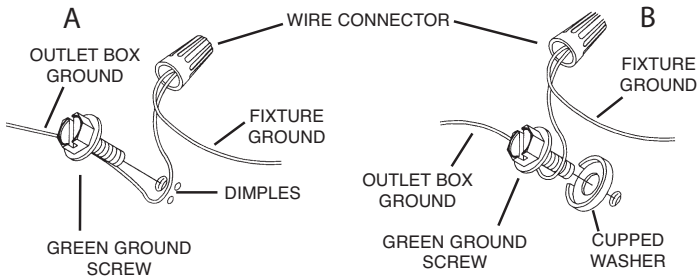 A
WIRE CONNECTOR
B
OUTLET BOX
GROUND
FIXTURE
GROUND
DIMPLES
GREEN GROUND
SCREW
FIXTURE
GROUND
OUTLET BOX
GROUND
GREEN GROUND
SCREW
CUPPED
WASHER